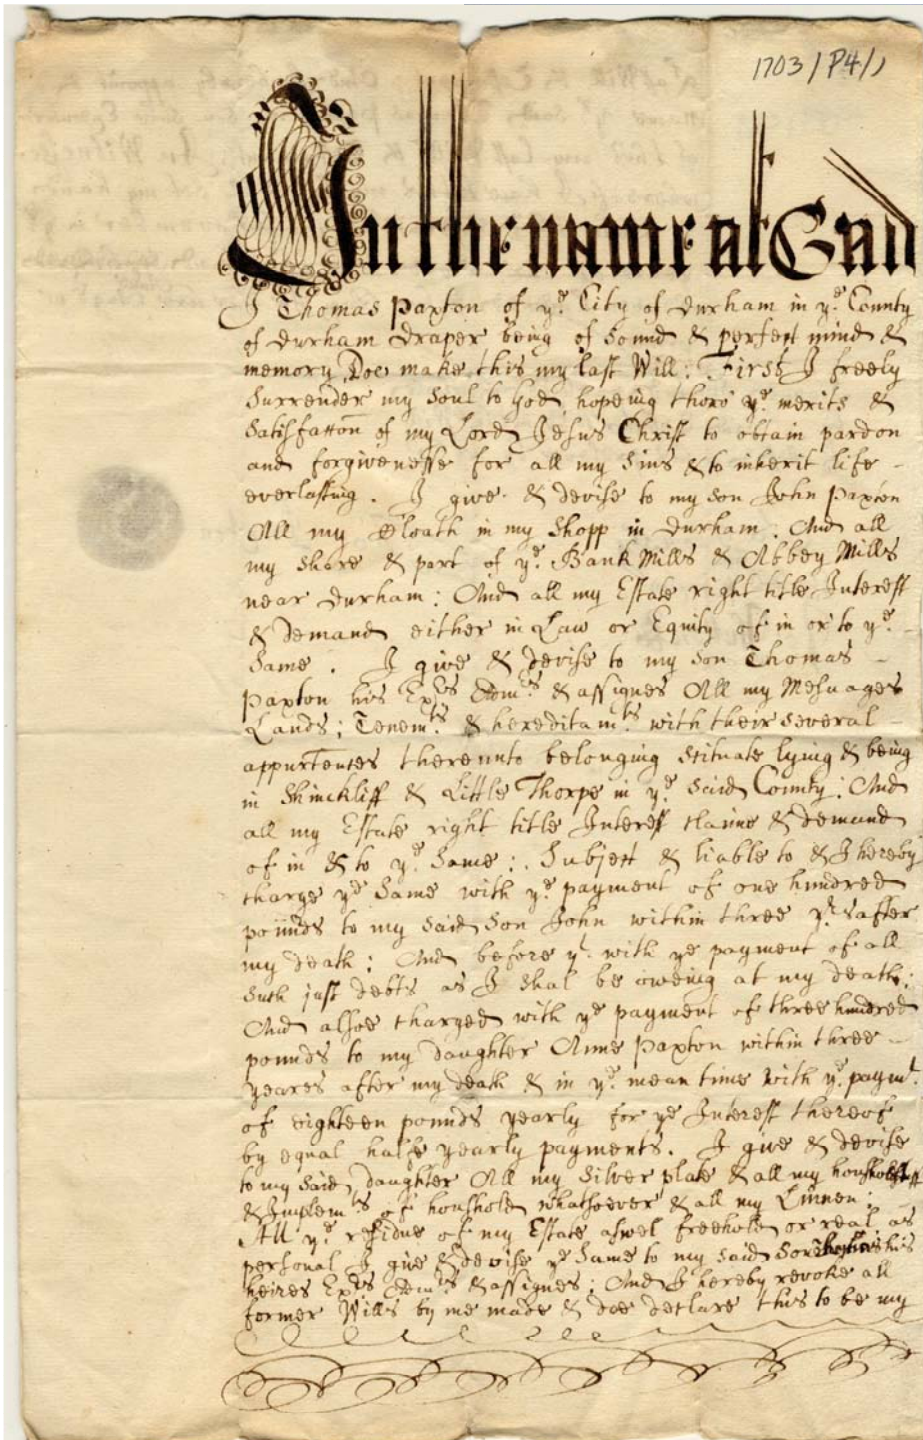 1703/P4/1
In the name of God
I Thomas Paxton of ye. City of Durham in ye. County
of Durham Draper being of Sound & perfect mind &
memory Doe make this my last Will: First I freely
Surrender my Soul to God hopeing thorō ye. merits &
Satisfaccōn of my Lord Jesus Christ to obtain pardon
and forgivenesse for all my Sins & to inherit life -
everlasting. I give & devise to my son John Paxton
All my Cloath in my Shopp in Durham: And all
my Share & part of ye. Bank Mills & Abbey Mills
near Durham: And all my Estate right title Interest
& demand either in Law or Equity of in or to ye. -
Same. I give & devise to my son Thomas -
Paxton his Exrs Admrs. & assignes All my Mesuages
Lands; Tenemts. & hereditamts. with their several -
appurtences thereunto belonging Scituate lying & being
in Shinckliff & Little Thorpe in ye. Said County: And
all my Estate right title Interest claime & demand
of in & to ye. Same:. Subject & liable to & I hereby
charge ye Same with ye. payment of one hundred
pounds to my said Son John within three yrs after
my death: And before yt. with ye payment of all
such just debts as I shal be oweing at my death;
And alsoe charged with ye payment of three hundred
pounds to my daughter Anne Paxton within three -
yeares after my death & in ye. mean time with ye. paymt.
of eighteen pounds yearly for ye Interest thereof
by equal halfe yearly payments. I give & devise
to my Said daughter All my Silver plate & all my houshold stuff
& Implemts of houshold whatsoever & all my Linnen:
All ye. residue of my Estate aswel freehold or real as
personal I give & devise ye Same to my said Son his
heires Exrs Admrs & assignes: And I hereby revoke all
former Wills by me made & doe declare this to be my